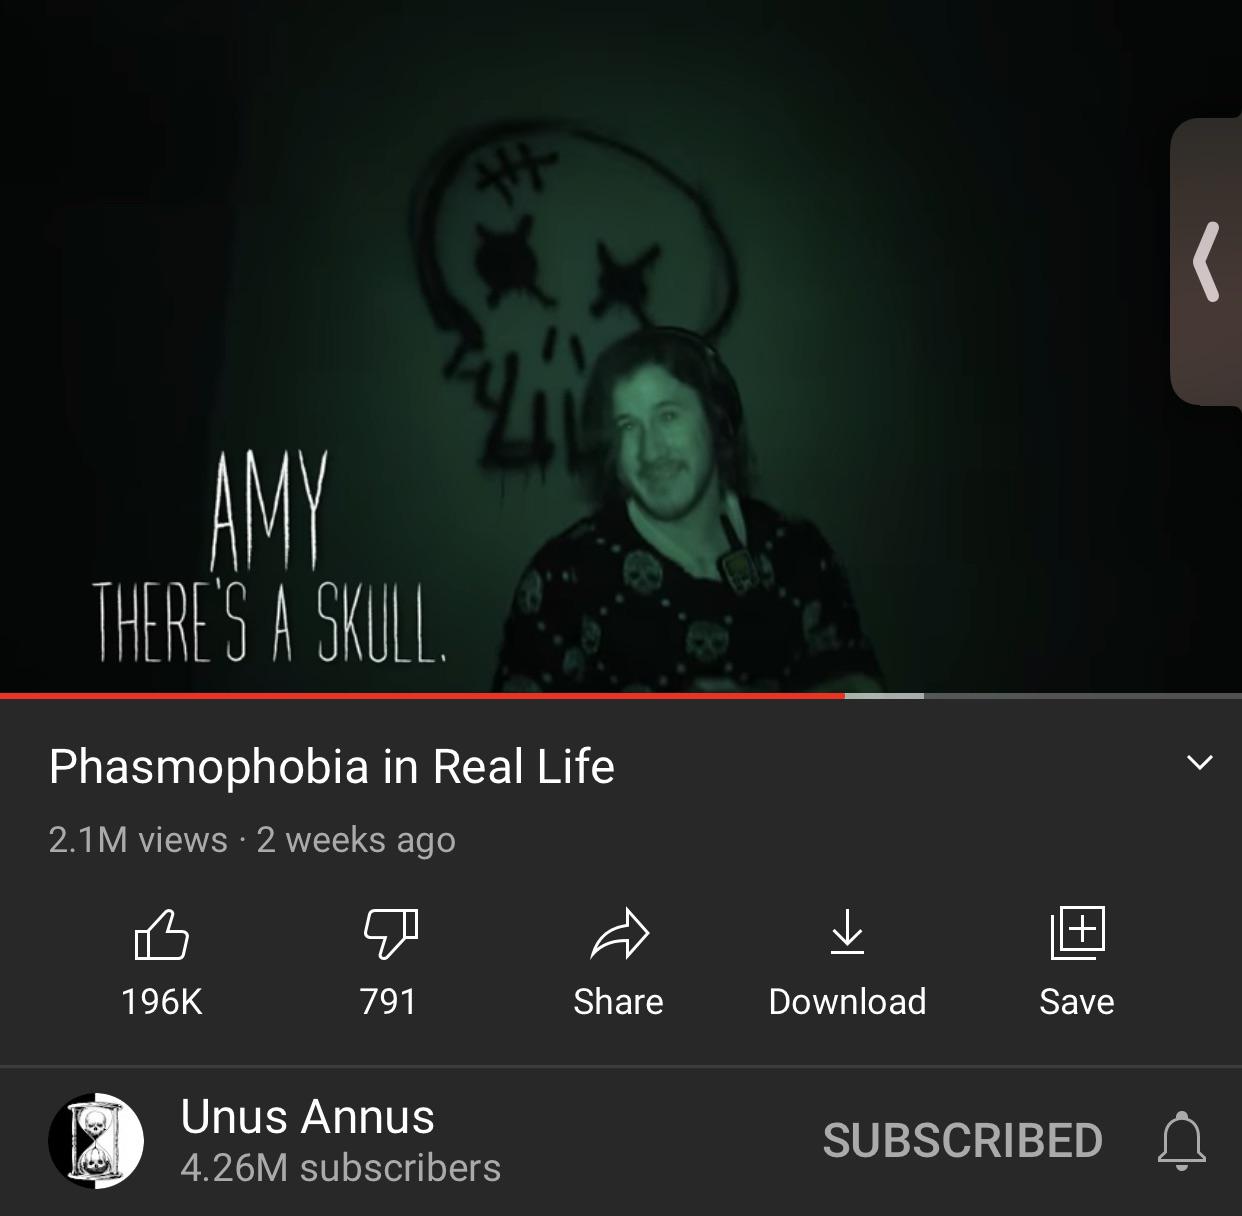 AMY
THERE'S A SKULL.
Phasmophobia in Real Life
2.1M views · 2 weeks ago
196K
791
Share
Download
Save
Unus Annus
SUBSCRIBED
4.26M subscribers